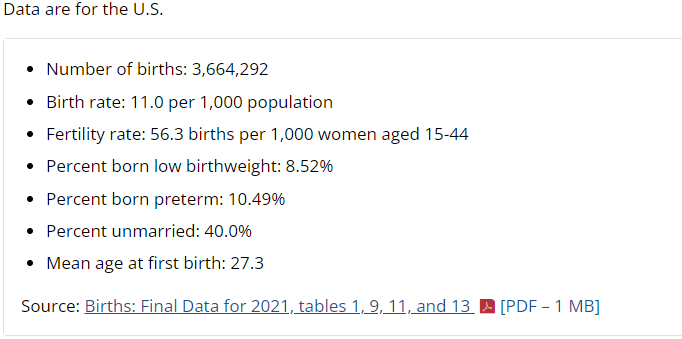 Data are for the U.S.
• Number of births: 3,664,292
• Birth rate: 11.0 per 1,000 population
• Fertility rate: 56.3 births per 1,000 women aged 15-44
• Percent born low birthweight: 8.52%
• Percent born preterm: 10.49%
• Percent unmarried: 40.0%
• Mean age at first birth: 27.3
Source: Births: Final Data for 2021, tables 1, 9, 11, and 13 [PDF – 1 MB]